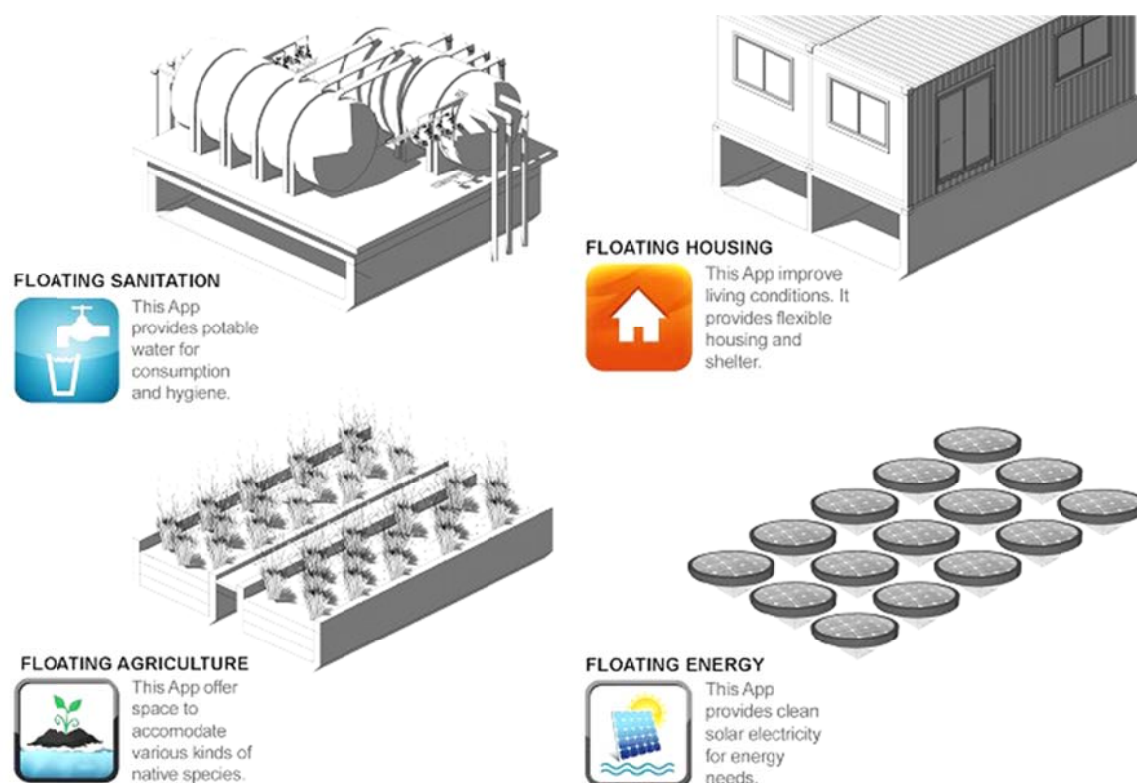 FLOATING SANITATION
This App
provides potable
water for
consumption
and hygiene.
FLOATING HOUSING
This App improve
living conditions. It
provides flexible
housing and
shelter.
FLOATING AGRICULTURE
This App offer
space to
accomodate
various kinds of
native species.
FLOATING ENERGY
This App
provides clean
solar electricity
for energy
needs.